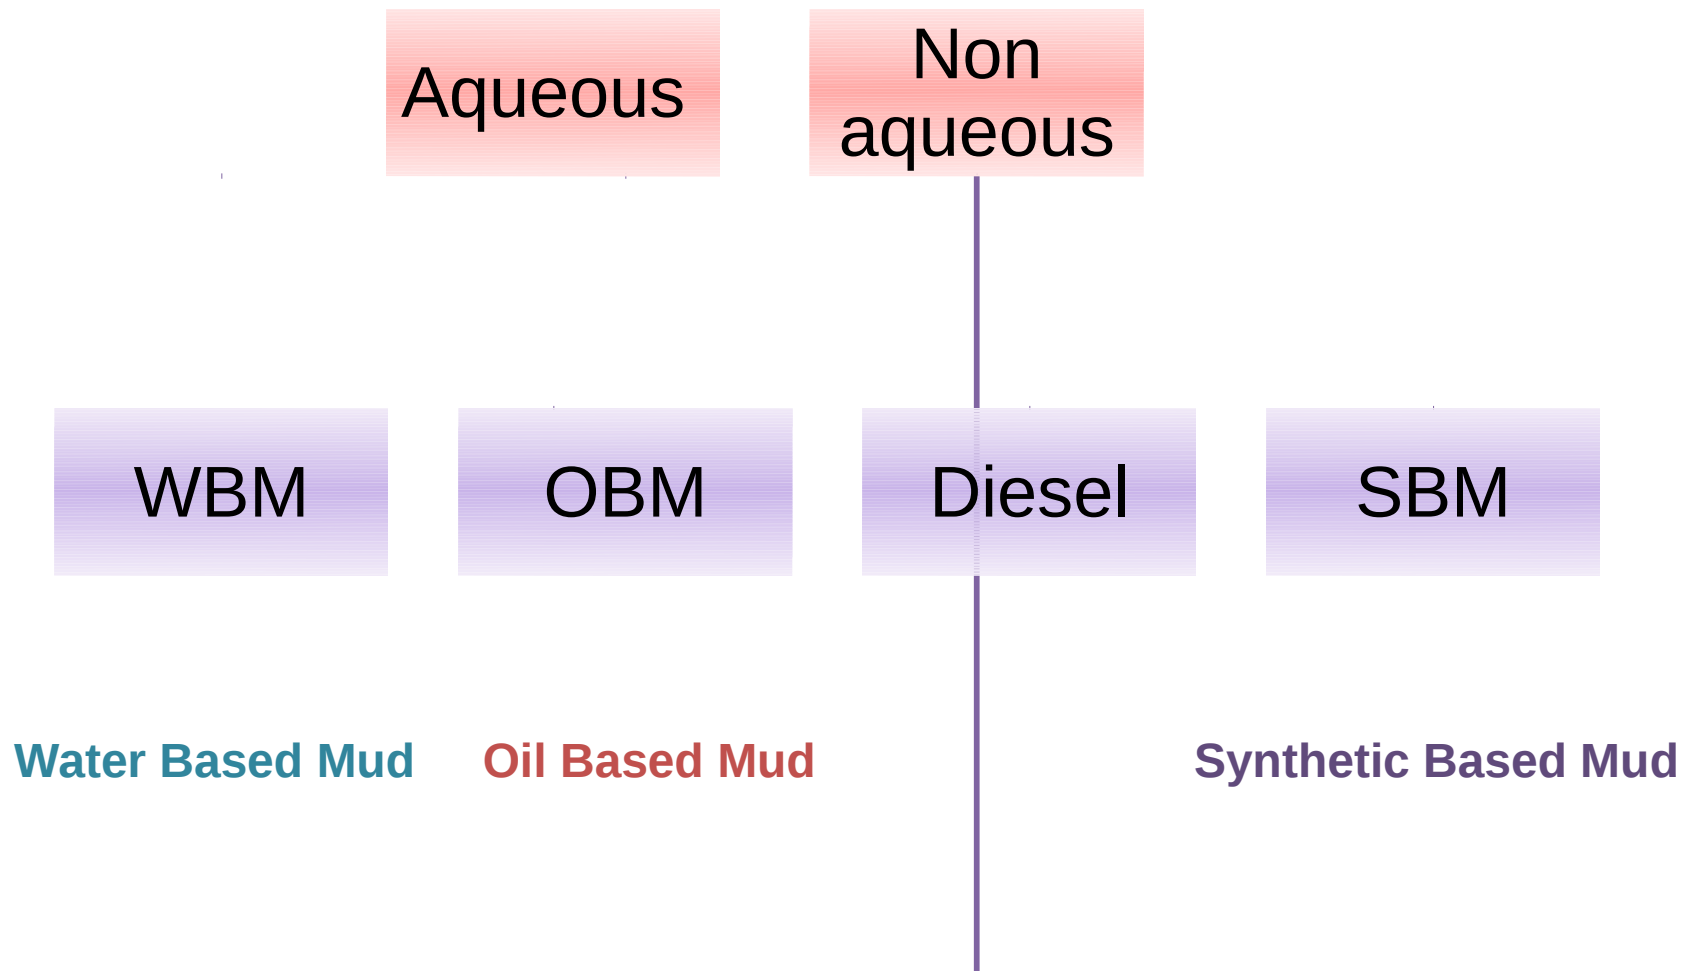 Aqueous
Non
aqueous
WBM
OBM
Diesel
SBM
Water Based Mud
Oil Based Mud
Synthetic Based Mud